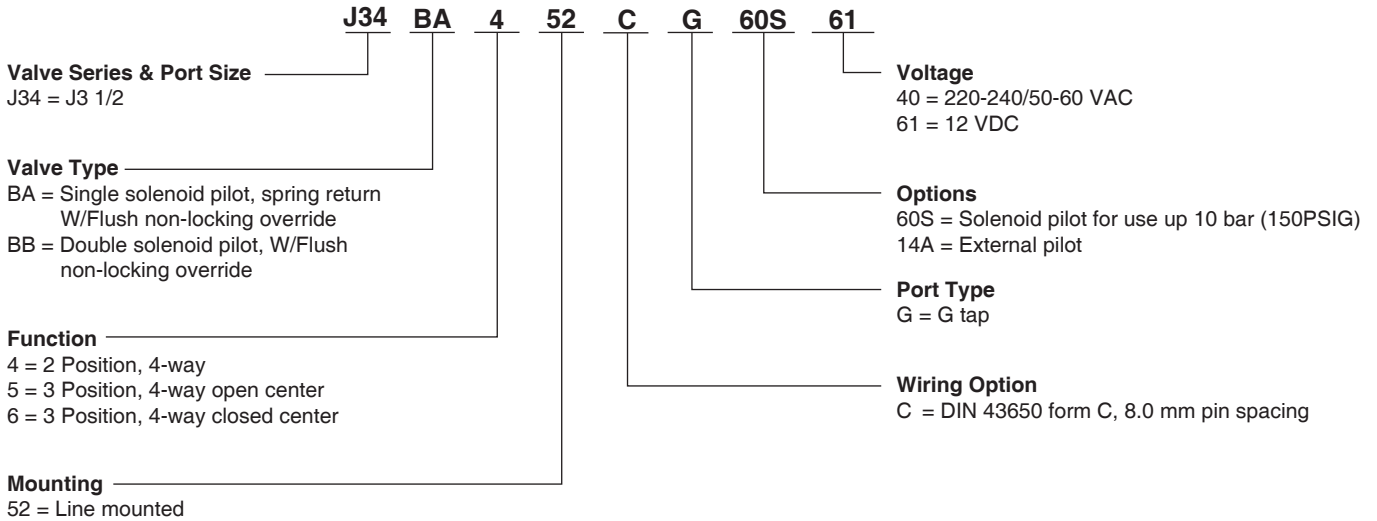 J34 BA 4 52 C G 60S 61
Valve Series & Port Size
J34 = J3 1/2
Valve Type
BA = Single solenoid pilot, spring return
W/Flush non-locking override
BB = Double solenoid pilot, W/Flush
non-locking override
Function
4 = 2 Position, 4-way
5 = 3 Position, 4-way open center
6 = 3 Position, 4-way closed center
Mounting
52 = Line mounted
Voltage
40 = 220-240/50-60 VAC
61 = 12 VDC
Options
60S = Solenoid pilot for use up 10 bar (150PSIG)
14A = External pilot
Port Type
G = G tap
Wiring Option
C = DIN 43650 form C, 8.0 mm pin spacing